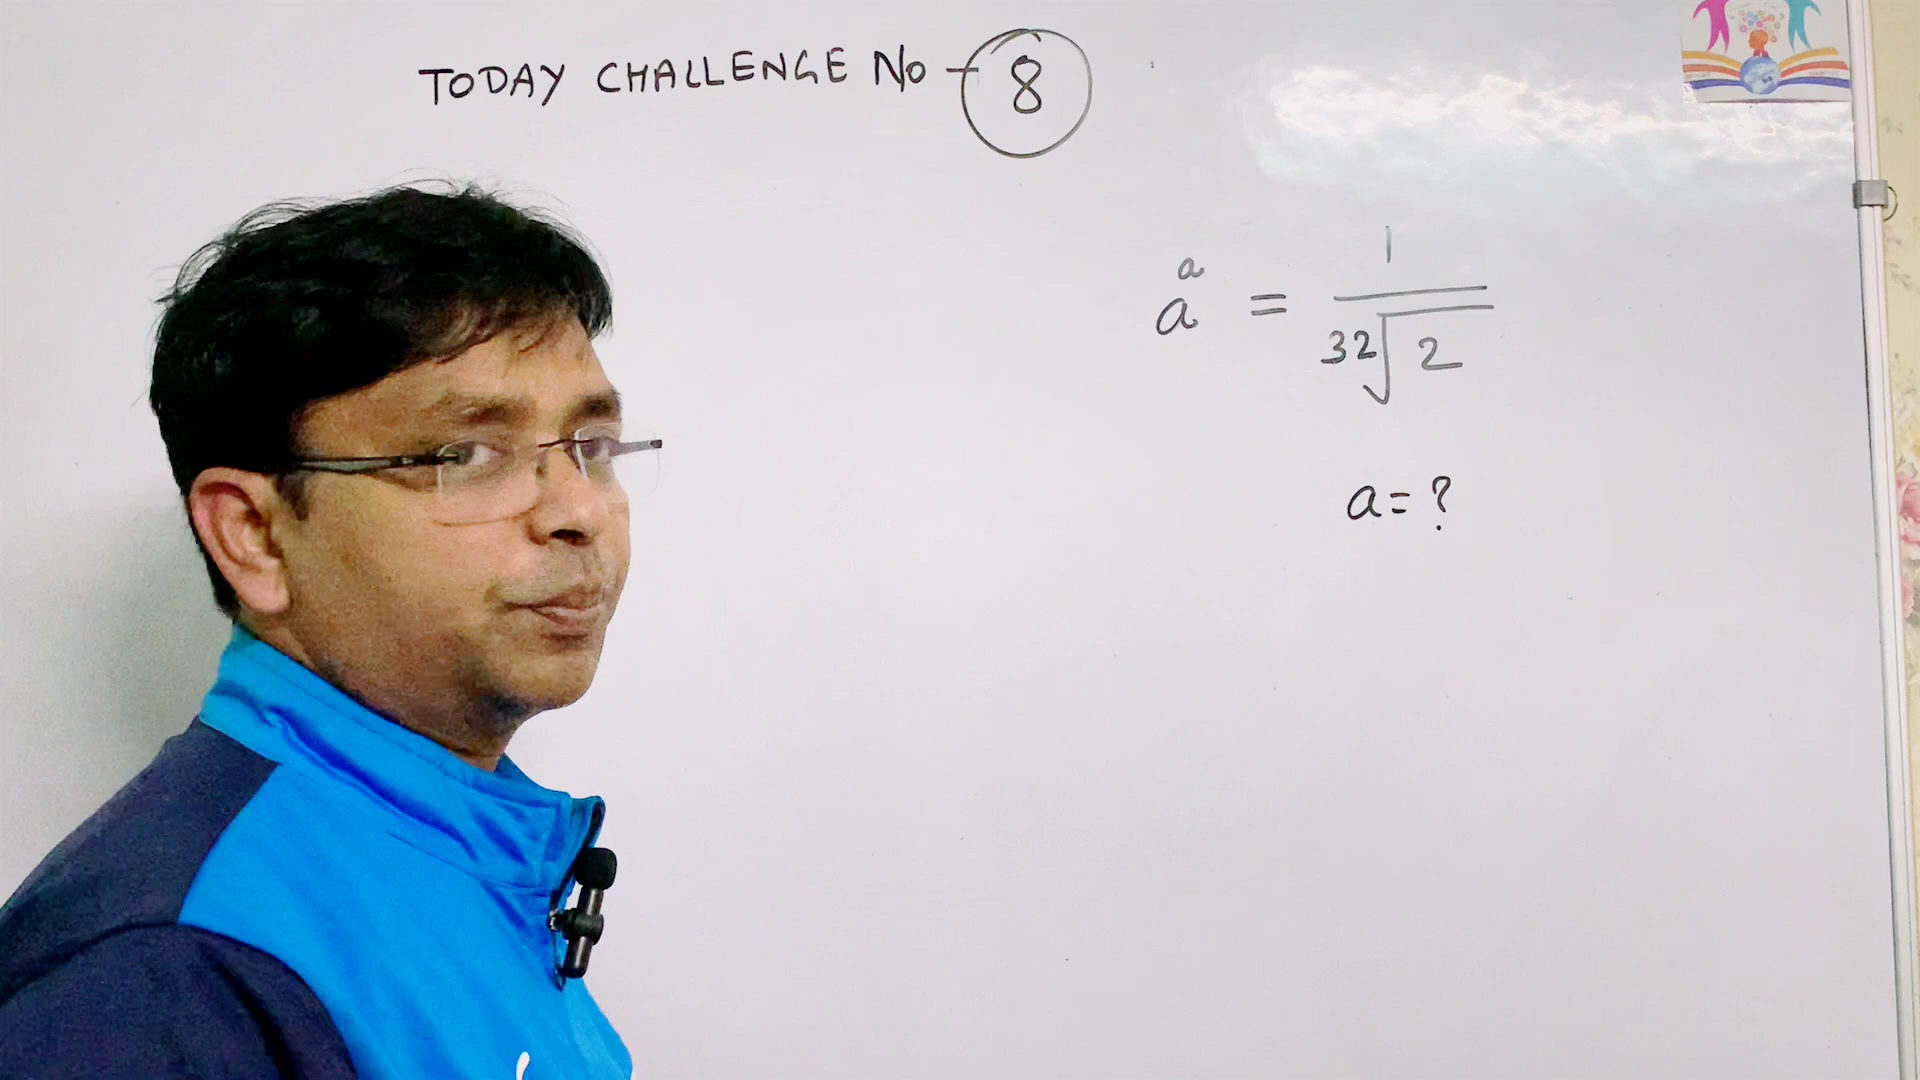 TODAY CHALLENGE No - 8
a^a = 1/³²√2
a = ?